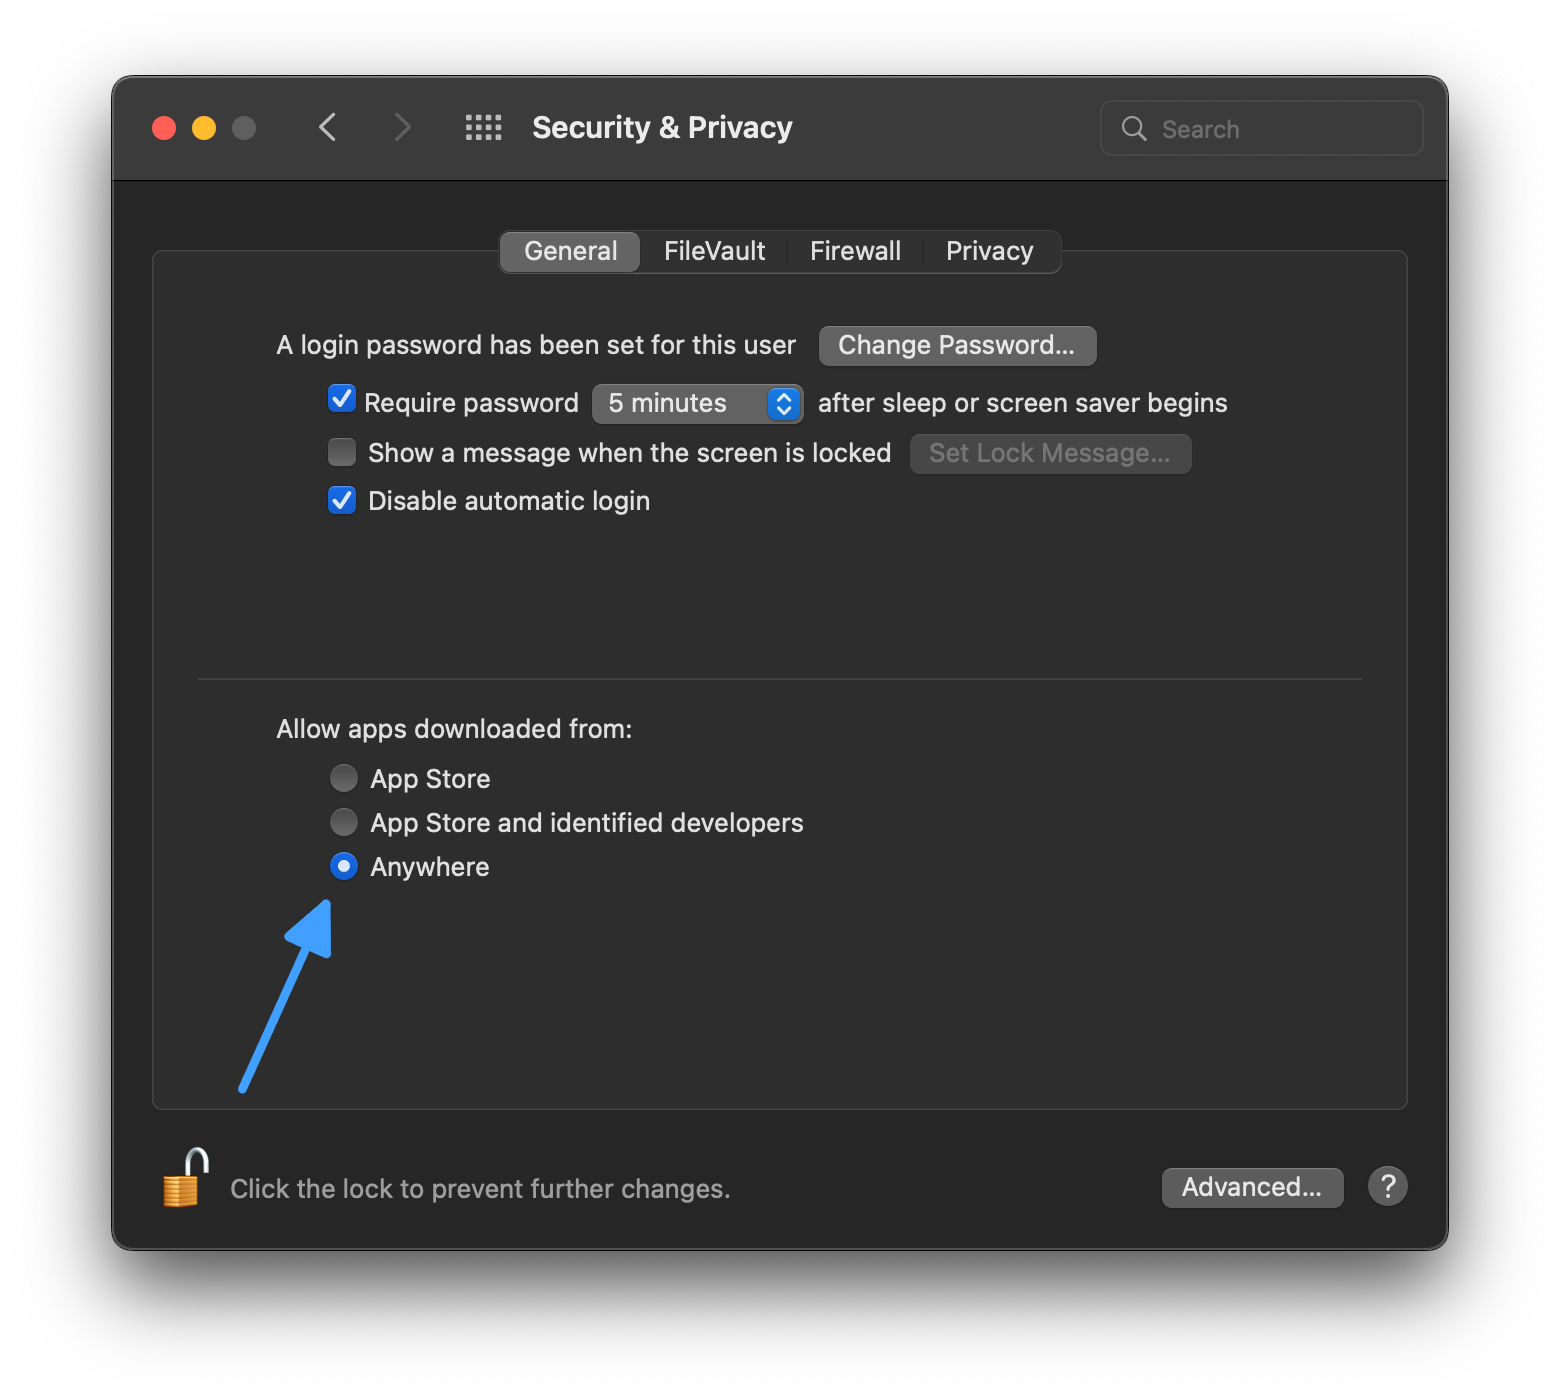 Security & Privacy
Search
General FileVault Firewall Privacy
A login password has been set for this user Change Password...
Require password 5 minutes after sleep or screen saver begins
Show a message when the screen is locked Set Lock Message...
Disable automatic login
Allow apps downloaded from:
App Store
App Store and identified developers
Anywhere
Click the lock to prevent further changes. Advanced... ?